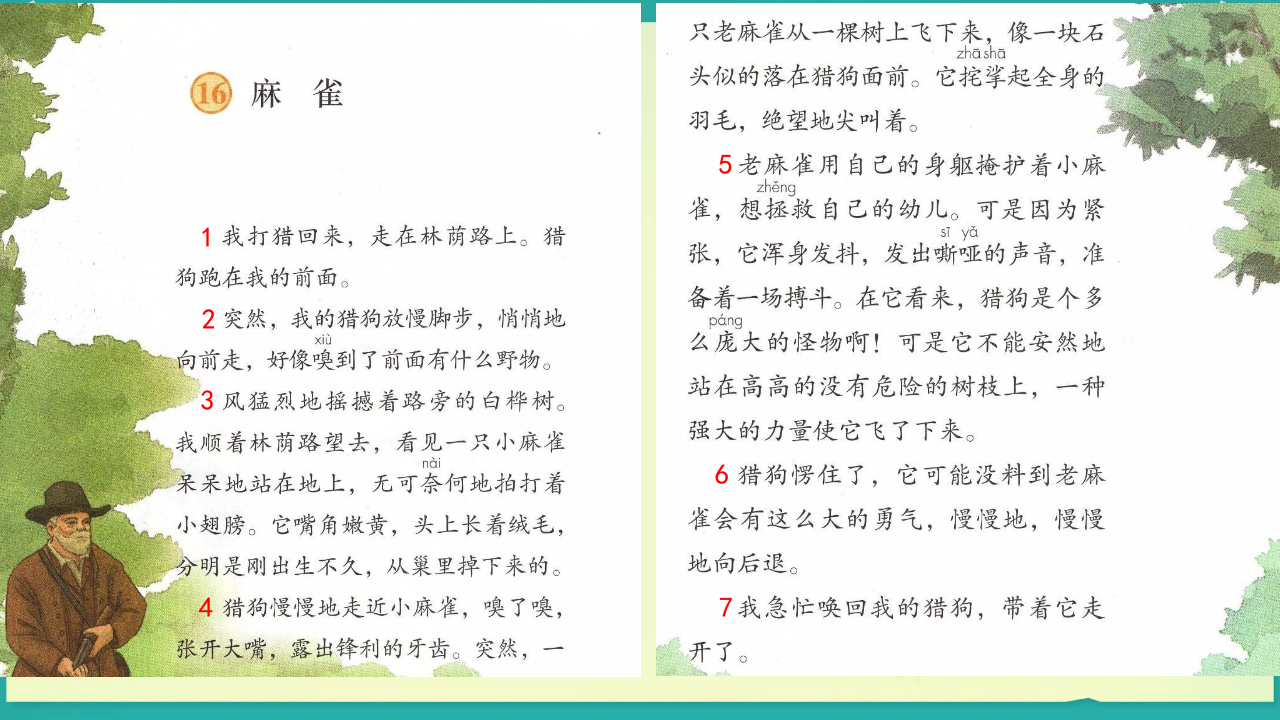 16 麻 雀
1 我打猎回来，走在林荫路上。猎
狗跑在我的前面。
2 突然，我的猎狗放慢脚步，悄悄地
xiù
向前走，好像嗅到了前面有什么野物。
3 风猛烈地摇撼着路旁的白桦树。
我顺着林荫路望去，看见一只小麻雀
nài
呆呆地站在地上，无可奈何地拍打着
小翅膀。它嘴角嫩黄，头上长着绒毛，
分明是刚出生不久，从巢里掉下来的。
4 猎狗慢慢地走近小麻雀，嗅了嗅，
张开大嘴，露出锋利的牙齿。突然，一
只老麻雀从一棵树上飞下来，像一块石
zhā shā
头似的落在猎狗面前。它挓挲起全身的
羽毛，绝望地尖叫着。
5 老麻雀用自己的身躯掩护着小麻
zhěng
雀，想拯救自己的幼儿。可是因为紧
sī yǎ
张，它浑身发抖，发出嘶哑的声音，准
备着一场搏斗。在它看来，猎狗是个多
páng
么庞大的怪物啊！可是它不能安然地
站在高高的没有危险的树枝上，一种
强大的力量使它飞了下来。
6 猎狗愣住了，它可能没料到老麻
雀会有这么大的勇气，慢慢地，慢慢
地向后退。
7 我急忙唤回我的猎狗，带着它走
开了。